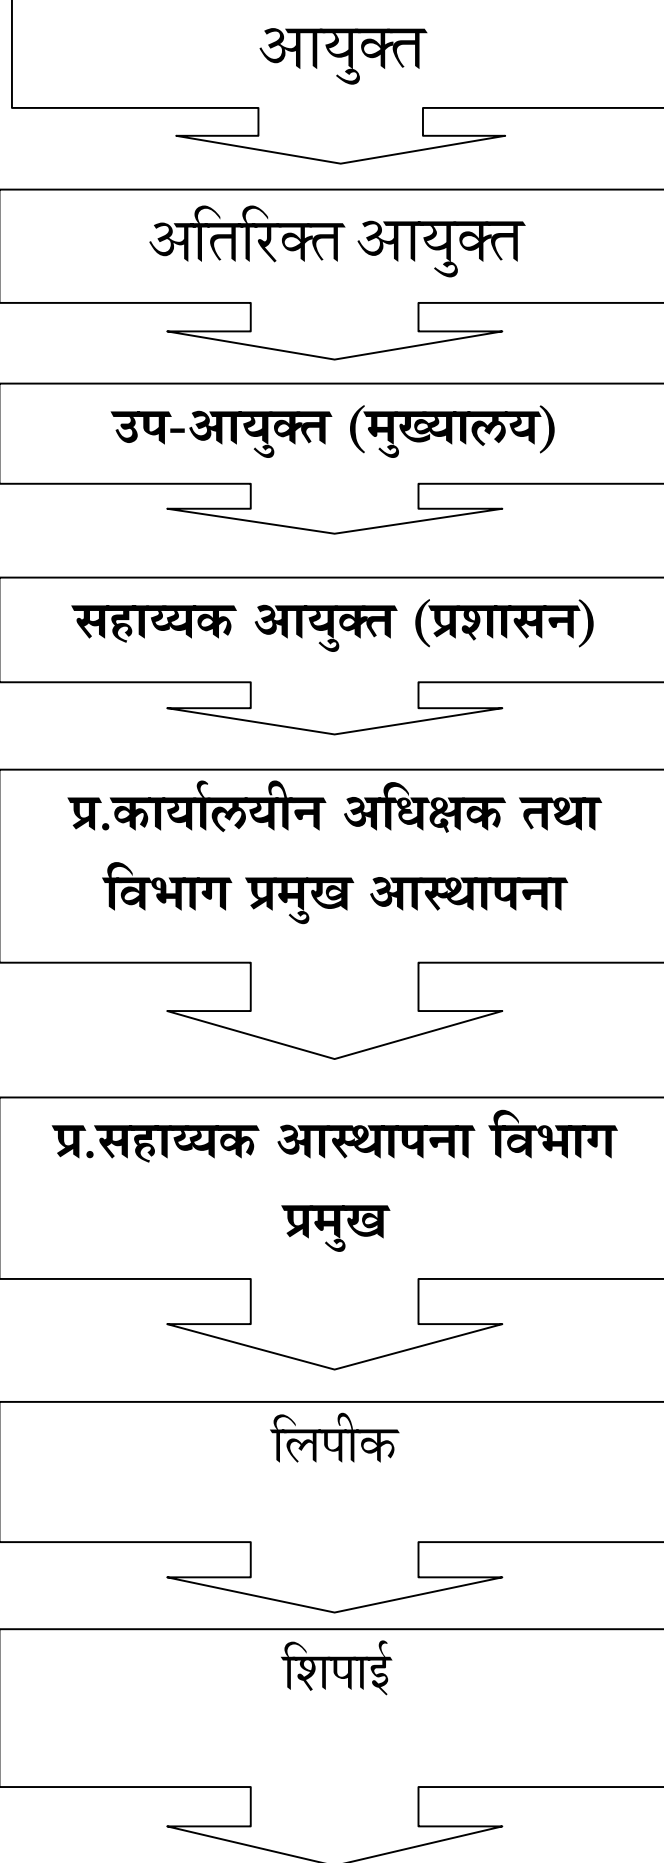 आयुक्त
अतिरिक्त आयुक्त
उप-आयुक्त (मुख्यालय)
सहाय्यक आयुक्त (प्रशासन)
प्र.कार्यालयीन अधिक्षक तथा
विभाग प्रमुख आस्थापना
प्र.सहाय्यक आस्थापना विभाग
प्रमुख
लिपीक
शिपाई